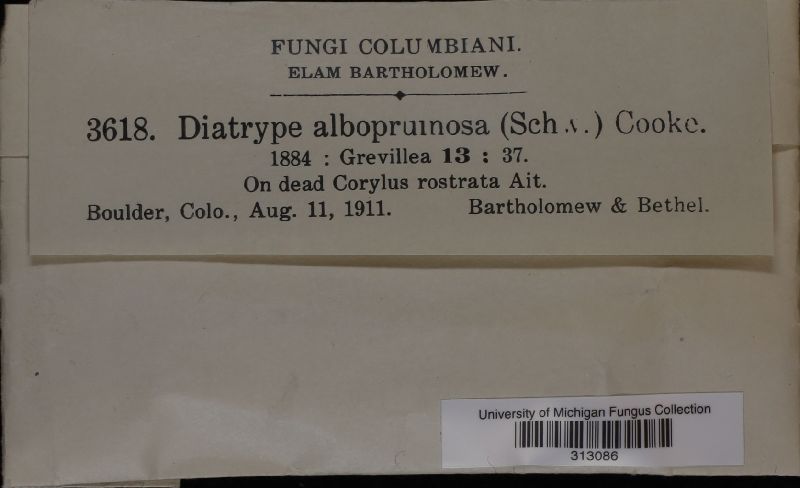 FUNGI COLUMBIANI.
ELAM BARTHOLOMEW.
3618. Diatrype albopruinosa (Schw.) Cooke.
1884 : Grevillea 13 : 37.
On dead Corylus rostrata Ait.
Boulder, Colo., Aug. 11, 1911. Bartholomew & Bethel.
University of Michigan Fungus Collection
313086